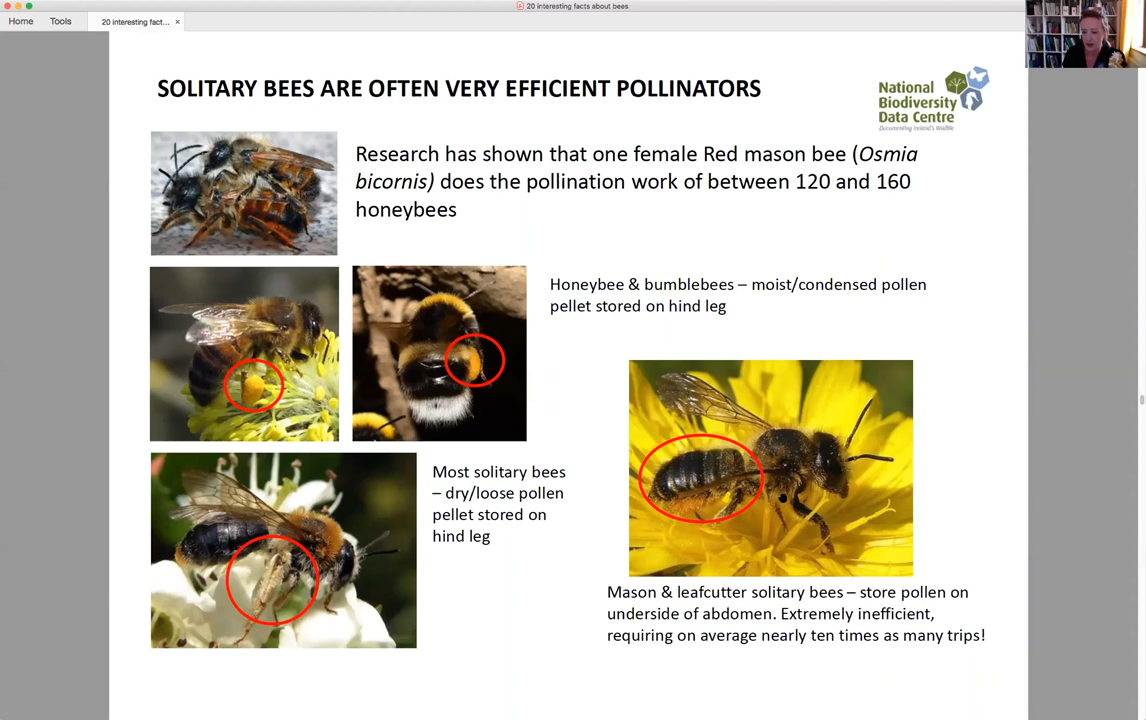 20 interesting facts about bees
Home
Tools
20 interesting fact...
×
SOLITARY BEES ARE OFTEN VERY EFFICIENT POLLINATORS
National
Biodiversity
Data Centre
Documenting Ireland's Wildlife
Research has shown that one female Red mason bee (Osmia
bicornis) does the pollination work of between 120 and 160
honeybees
Honeybee & bumblebees – moist/condensed pollen
pellet stored on hind leg
Most solitary bees
– dry/loose pollen
pellet stored on
hind leg
Mason & leafcutter solitary bees – store pollen on
underside of abdomen. Extremely inefficient,
requiring on average nearly ten times as many trips!